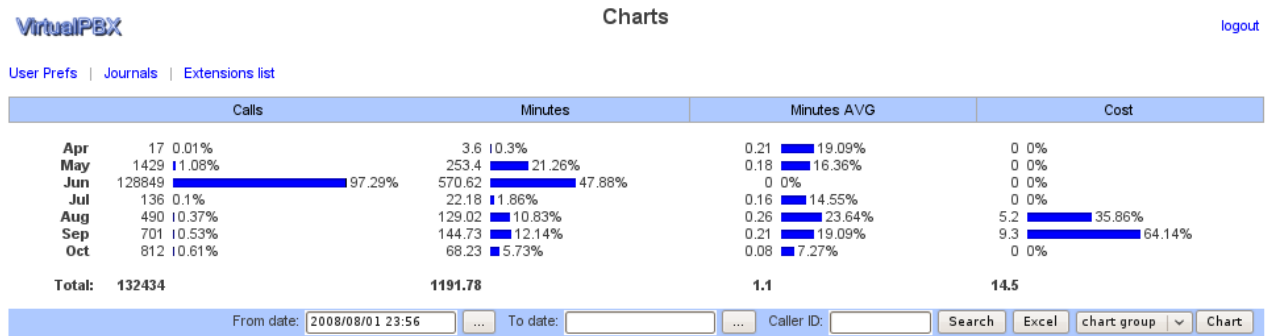 VirtualPBX
Charts
logout
User Prefs | Journals | Extensions list
Calls Minutes Minutes AVG Cost
Apr 17 0.01% 3.6 0.3% 0.21 19.09% 0 0%
May 1429 1.08% 253.4 21.26% 0.18 16.36% 0 0%
Jun 128849 97.29% 570.62 47.88% 0 0% 0 0%
Jul 136 0.1% 22.18 1.86% 0.16 14.55% 0 0%
Aug 490 0.37% 129.02 10.83% 0.26 23.64% 5.2 35.86%
Sep 701 0.53% 144.73 12.14% 0.21 19.09% 9.3 64.14%
Oct 812 0.61% 68.23 5.73% 0.08 7.27% 0 0%
Total: 132434 1191.78 1.1 14.5
From date: 2008/08/01 23:56 ... To date: ... Caller ID: Search Excel chart group Chart